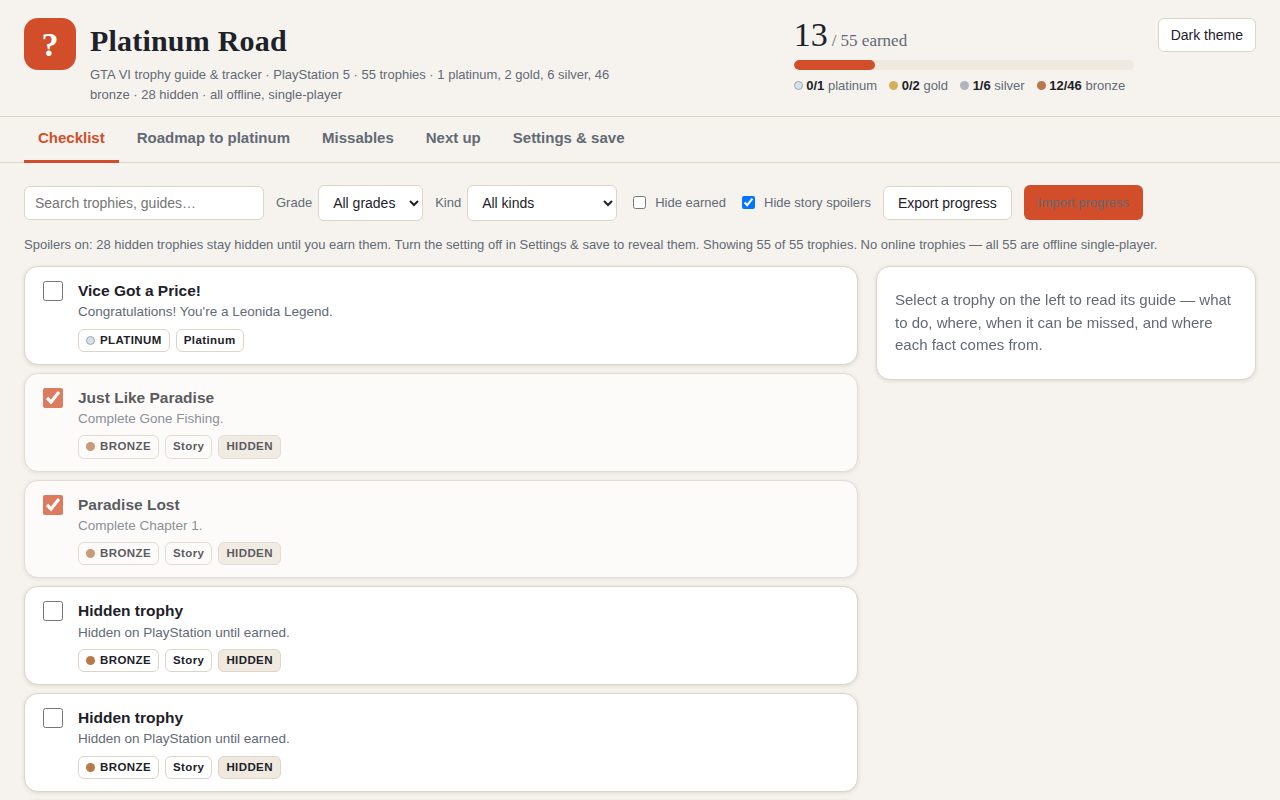 ?
Platinum Road
GTA VI trophy guide & tracker · PlayStation 5 · 55 trophies · 1 platinum, 2 gold, 6 silver, 46
bronze · 28 hidden · all offline, single-player
13 / 55 earned
0/1 platinum 0/2 gold 1/6 silver 12/46 bronze
Dark theme
Checklist Roadmap to platinum Missables Next up Settings & save
Search trophies, guides… Grade All grades Kind All kinds Hide earned Hide story spoilers Export progress Import progress
Spoilers on: 28 hidden trophies stay hidden until you earn them. Turn the setting off in Settings & save to reveal them. Showing 55 of 55 trophies. No online trophies — all 55 are offline single-player.
Vice Got a Price!
Congratulations! You're a Leonida Legend.
PLATINUM Platinum
Just Like Paradise
Complete Gone Fishing.
BRONZE Story HIDDEN
Paradise Lost
Complete Chapter 1.
BRONZE Story HIDDEN
Hidden trophy
Hidden on PlayStation until earned.
BRONZE Story HIDDEN
Hidden trophy
Hidden on PlayStation until earned.
BRONZE Story HIDDEN
Select a trophy on the left to read its guide — what
to do, where, when it can be missed, and where
each fact comes from.